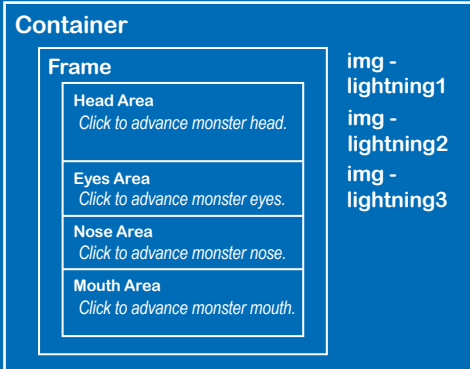 Container
Frame
Head Area
Click to advance monster head.
Eyes Area
Click to advance monster eyes.
Nose Area
Click to advance monster nose.
Mouth Area
Click to advance monster mouth.
img -
lightning1
img -
lightning2
img -
lightning3